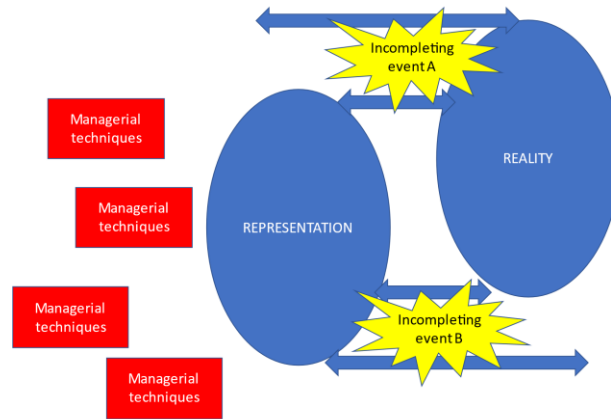 Incompleting
event A
Managerial
techniques
REALITY
Managerial
techniques
REPRESENTATION
Managerial
techniques
Incompleting
event B
Managerial
techniques